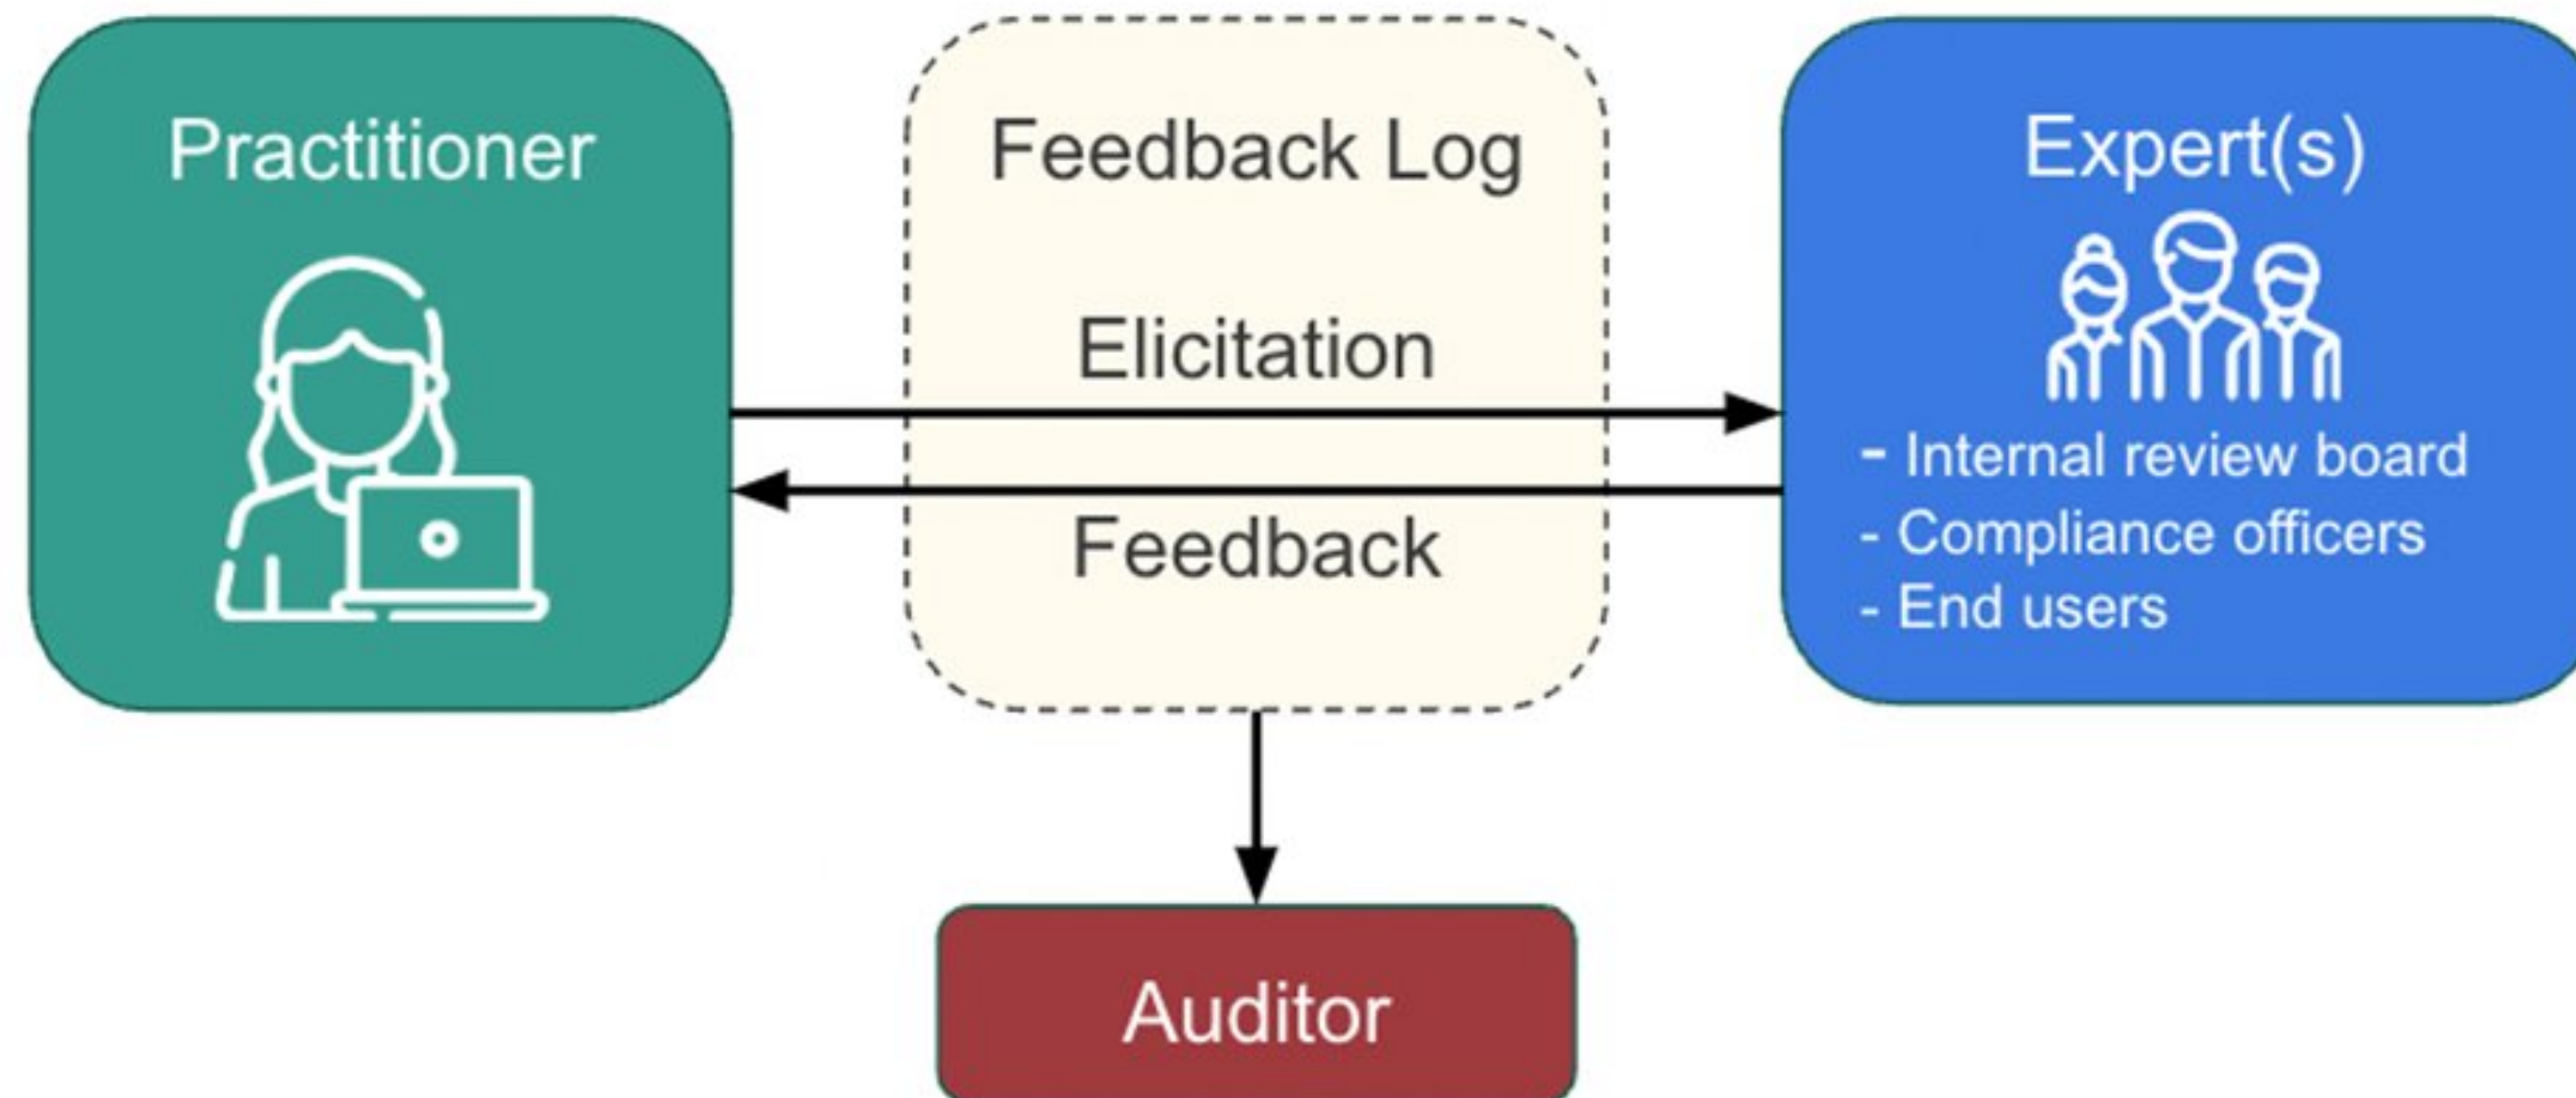 Practitioner
Feedback Log
Elicitation
Feedback
Expert(s)
- Internal review board
- Compliance officers
- End users
Auditor